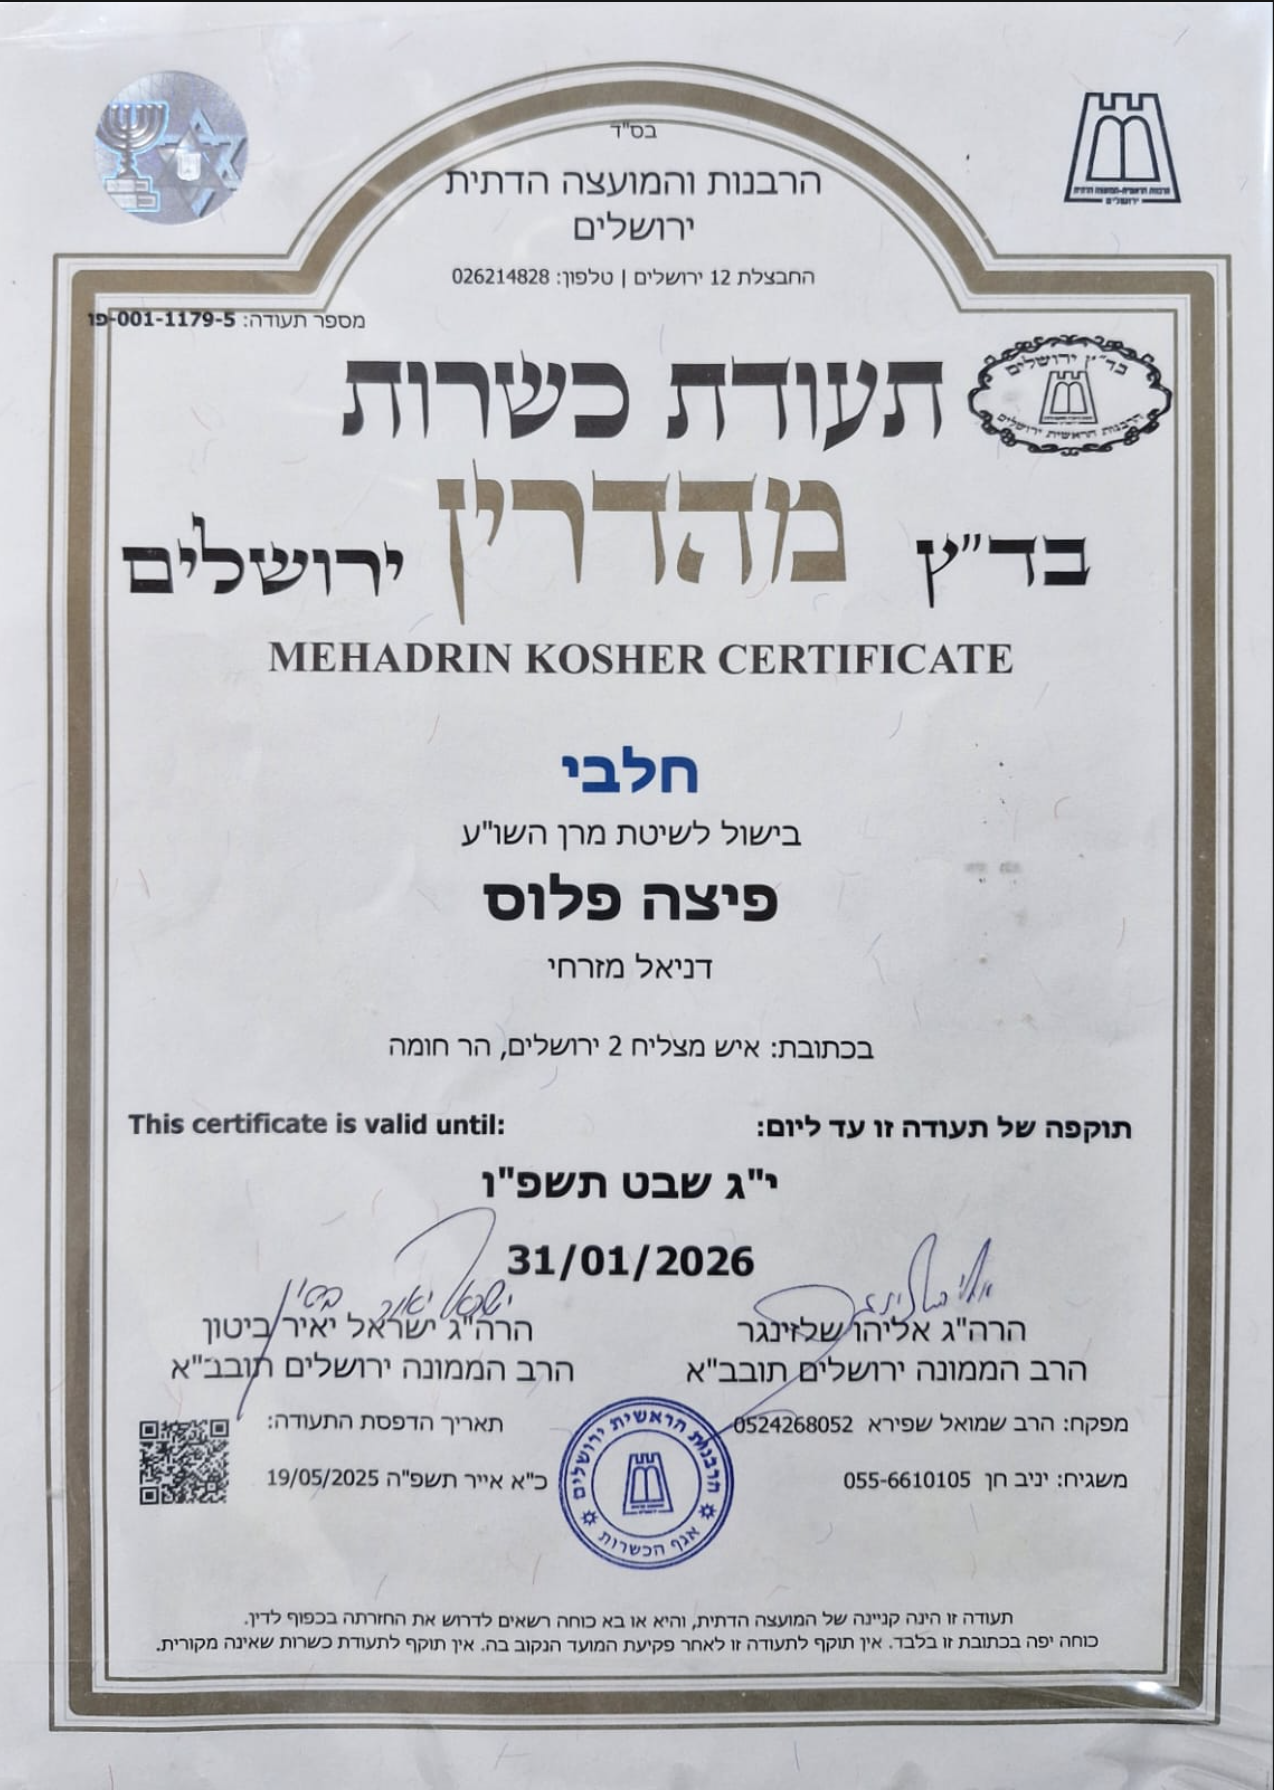 בס"ד
הרבנות והמועצה הדתית
ירושלים
החבצלת 12 ירושלים | טלפון: 026214828
הרבנות הראשית-המועצה הדתית
ירושלים
מספר תעודה: 001-1179-5-פו
בד"ץ ירושלים
הרבנות הראשית ירושלים
תעודת כשרות
בד"ץ מהדרין ירושלים
MEHADRIN KOSHER CERTIFICATE
חלבי
בישול לשיטת מרן השו"ע
פיצה פלוס
דניאל מזרחי
בכתובת: איש מצליח 2 ירושלים, הר חומה
תוקפה של תעודה זו עד ליום:
This certificate is valid until:
י"ג שבט תשפ"ו
31/01/2026
הרה"ג אליהו שלזינגר
הרב הממונה ירושלים תובב"א
הרה"ג ישראל יאיר ביטון
הרב הממונה ירושלים תובב"א
מפקח: הרב שמואל שפירא 0524268052
משגיח: יניב חן 055-6610105
תאריך הדפסת התעודה:
כ"א אייר תשפ"ה 19/05/2025
הרבנות הראשית ירושלים
אגף הכשרות
תעודה זו הינה קניינה של המועצה הדתית, והיא או בא כוחה רשאים לדרוש את החזרתה בכפוף לדין.
כוחה יפה בכתובת זו בלבד. אין תוקף לתעודה זו לאחר פקיעת המועד הנקוב בה. אין תוקף לתעודת כשרות שאינה מקורית.